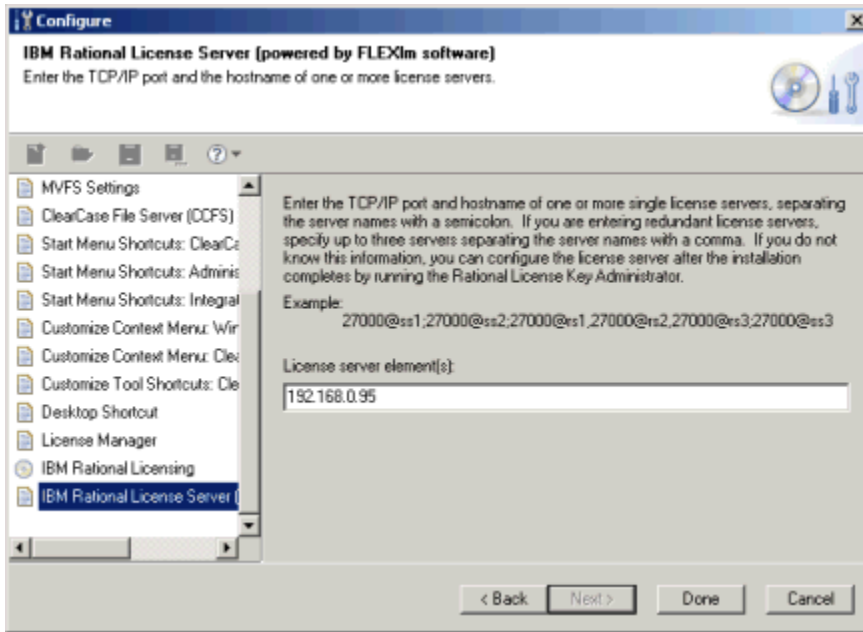 Configure
IBM Rational License Server (powered by FLEXlm software)
Enter the TCP/IP port and the hostname of one or more license servers.
MVFS Settings
ClearCase File Server (CCFS)
Start Menu Shortcuts: ClearCa
Start Menu Shortcuts: Adminis
Start Menu Shortcuts: Integrat
Customize Context Menu: Win
Customize Context Menu: Clea
Customize Tool Shortcuts: Cle
Desktop Shortcut
License Manager
IBM Rational Licensing
IBM Rational License Server (
Enter the TCP/IP port and hostname of one or more single license servers, separating
the server names with a semicolon. If you are entering redundant license servers,
specify up to three servers separating the server names with a comma. If you do not
know this information, you can configure the license server after the installation
completes by running the Rational License Key Administrator.
Example:
27000@ss1;27000@ss2;27000@rs1,27000@rs2,27000@rs3;27000@ss3
License server element(s):
192.168.0.95
< Back
Next >
Done
Cancel